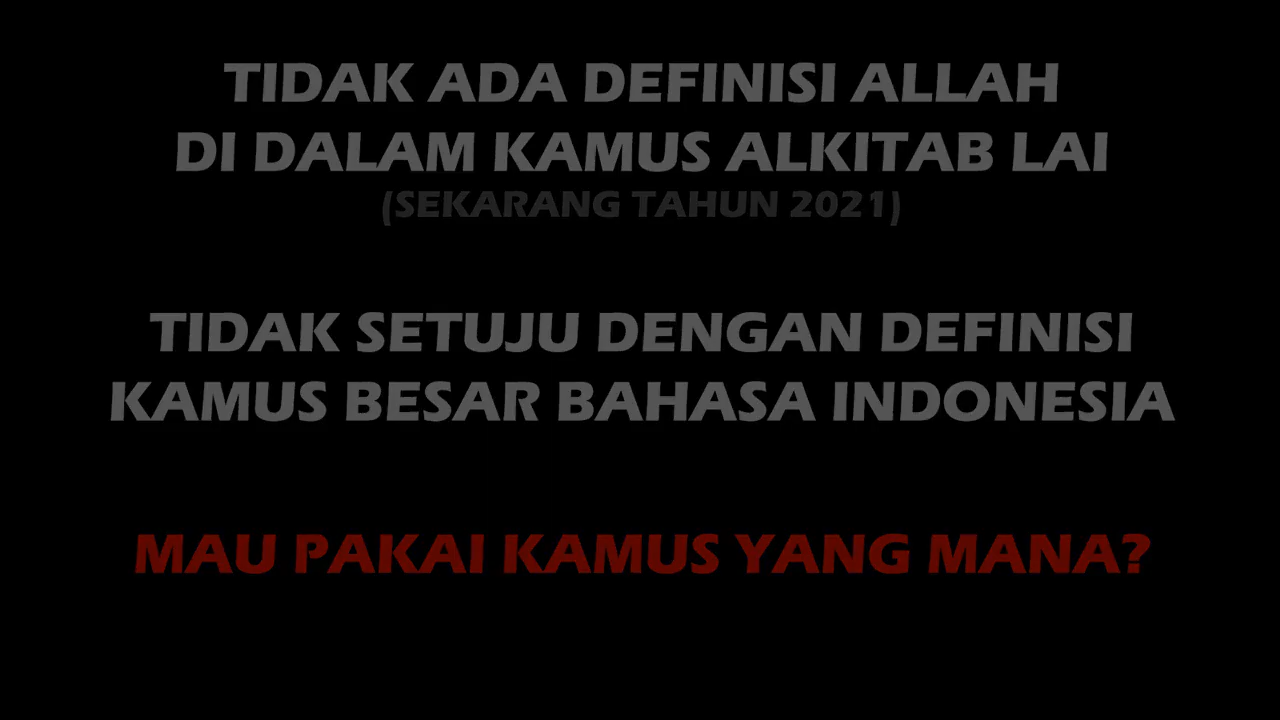 TIDAK ADA DEFINISI ALLAH
DI DALAM KAMUS ALKITAB LAI
(SEKARANG TAHUN 2021)
TIDAK SETUJU DENGAN DEFINISI
KAMUS BESAR BAHASA INDONESIA
MAU PAKAI KAMUS YANG MANA?